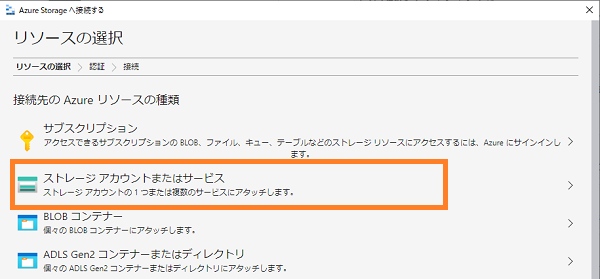 Azure Storage へ接続する
リソースの選択
リソースの選択 > 認証 > 接続
接続先の Azure リソースの種類
サブスクリプション
アクセスできるサブスクリプションの BLOB、ファイル、キュー、テーブルなどのストレージ リソースにアクセスするには、Azure にサインインしま
す。
ストレージ アカウントまたはサービス
ストレージ アカウントの 1 つまたは複数のサービスにアタッチします。
BLOB コンテナー
個々の BLOB コンテナーにアタッチします。
ADLS Gen2 コンテナーまたはディレクトリ
個々の ADLS Gen2 コンテナーまたはディレクトリにアタッチします。